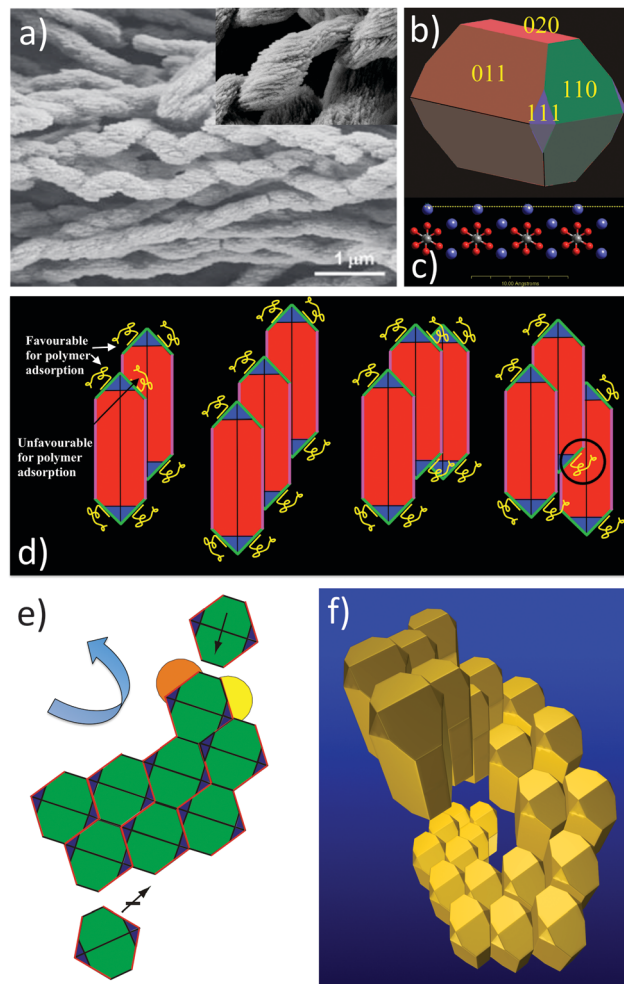 a)
1 μm
b)
020
011
110
111
c)
10.00 Angstroms
d)
Favourable
for polymer
adsorption
Unfavourable
for polymer
adsorption
e)
f)